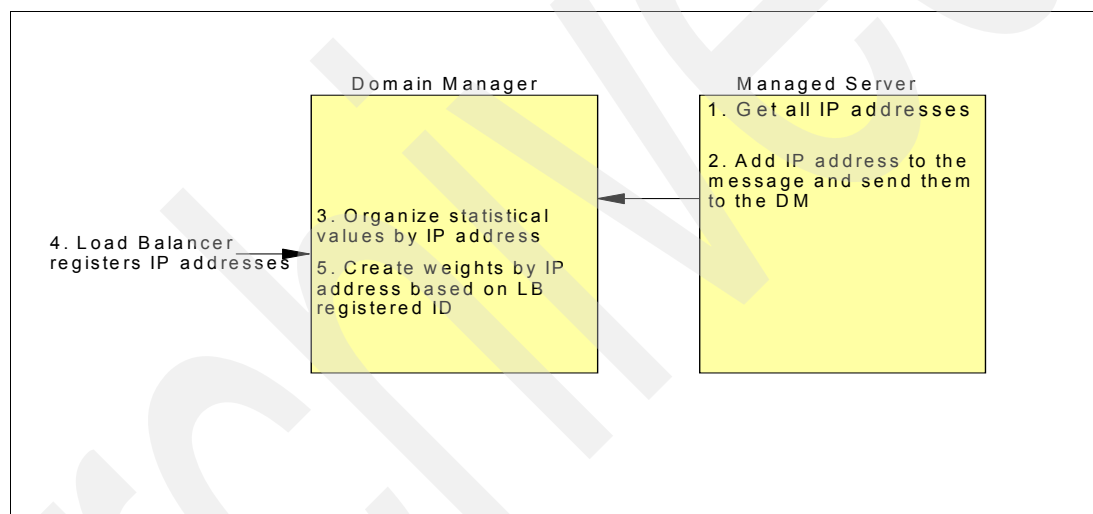 Domain Manager
Managed Server
1. Get all IP addresses
2. Add IP address to the
message and send them
to the DM
3. Organize statistical
values by IP address
4. Load Balancer
registers IP addresses
5. Create weights by IP
address based on LB
registered ID